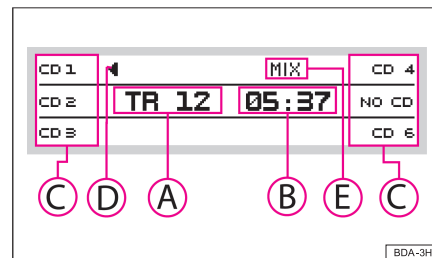 CD 1 MIX CD 4
CD 2 TR 12 05:37 NO CD
CD 3 CD 6
C D A B E C
BDA-3H